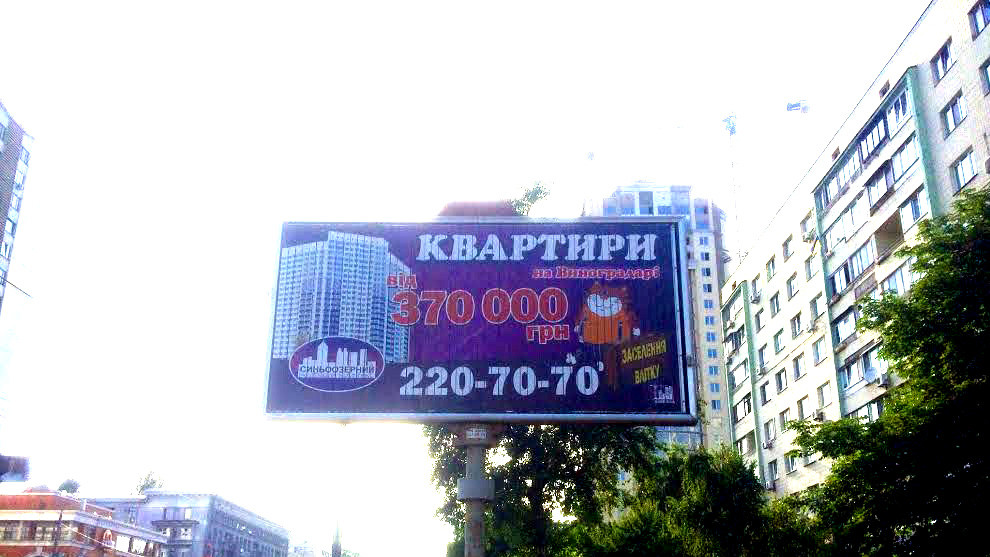 КВАРТИРИ
на Виноградарі
від
370 000
грн
СИНЬООЗЕРНИЙ
ЗАСЕЛЕННЯ
ВЛІТКУ
220-70-70